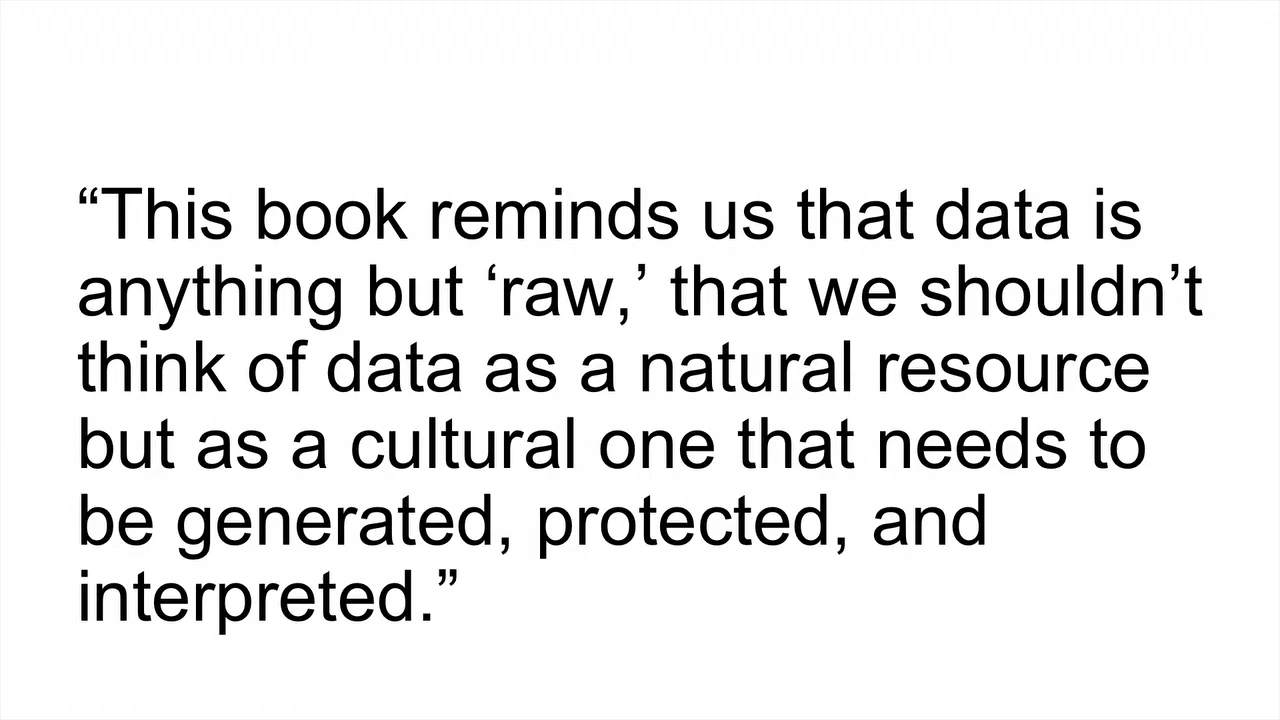 “This book reminds us that data is
anything but ‘raw,’ that we shouldn’t
think of data as a natural resource
but as a cultural one that needs to
be generated, protected, and
interpreted.”